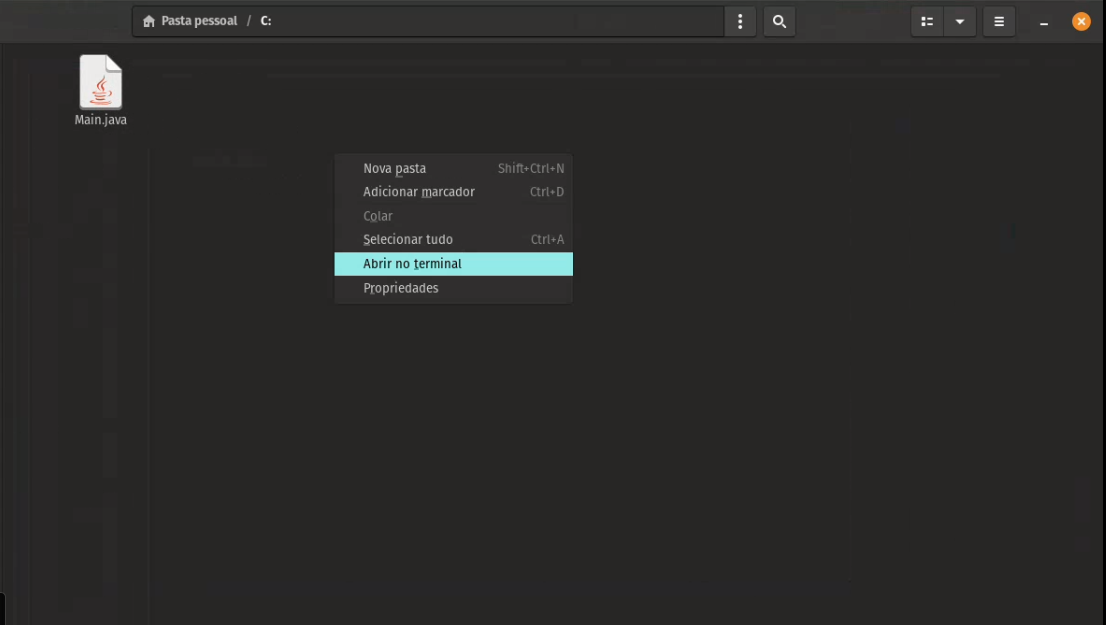 Pasta pessoal / C:
Main.java
Nova pasta Shift+Ctrl+N
Adicionar marcador Ctrl+D
Colar
Selecionar tudo Ctrl+A
Abrir no terminal
Propriedades